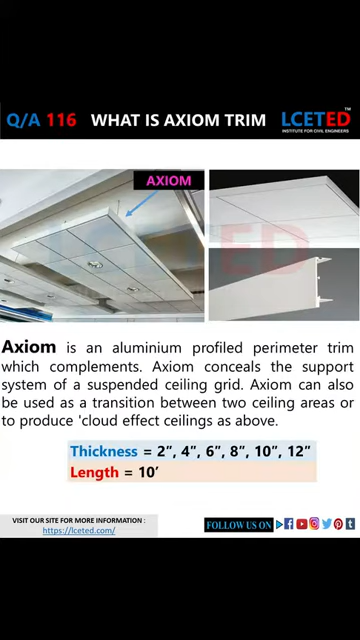 Q/A 116 WHAT IS AXIOM TRIM
LCETED
TM
INSTITUTE FOR CIVIL ENGINEERS
AXIOM
LCETED
Axiom is an aluminium profiled perimeter trim
which complements. Axiom conceals the support
system of a suspended ceiling grid. Axiom can also
be used as a transition between two ceiling areas or
to produce 'cloud effect ceilings as above.
Thickness = 2”, 4”, 6”, 8”, 10”, 12”
Length = 10’
VISIT OUR SITE FOR MORE INFORMATION :
https://lceted.com/
FOLLOW US ON